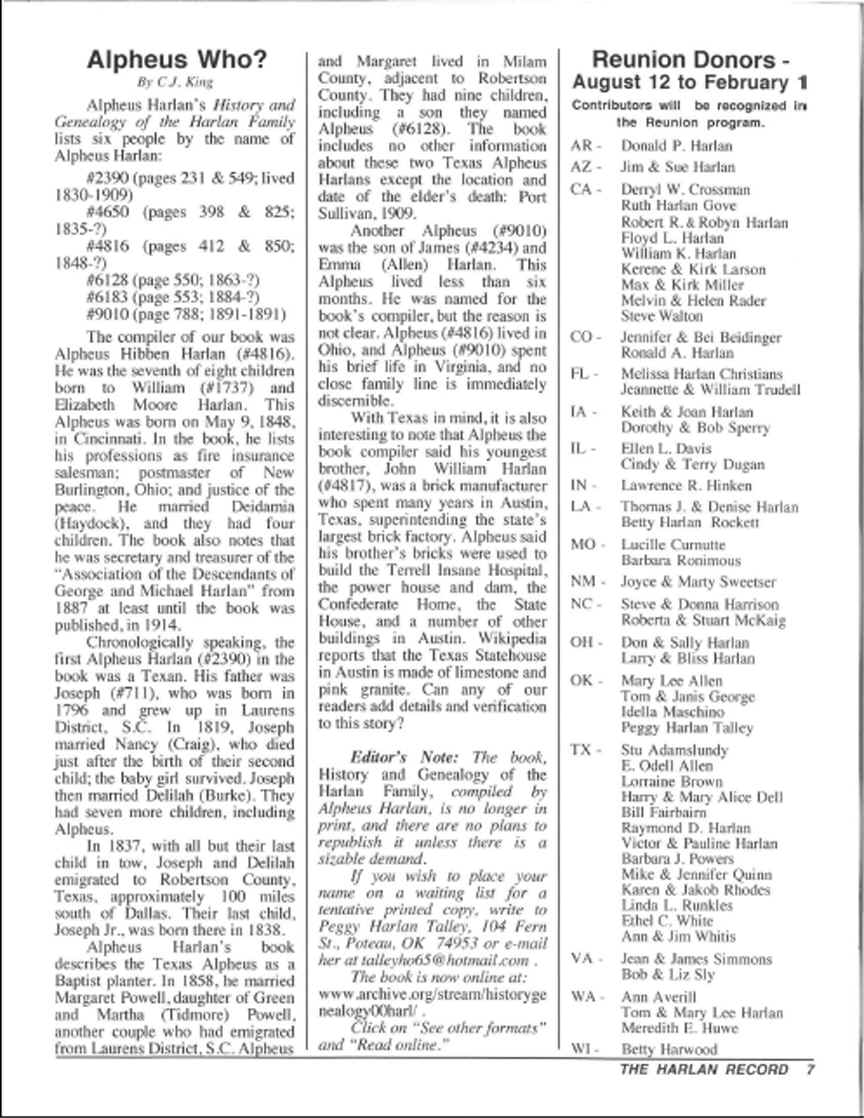 Alpheus Who?
By C.J. King
Alpheus Harlan's History and
Genealogy of the Harlan Family
lists six people by the name of
Alpheus Harlan:
#2390 (pages 231 & 549; lived
1830-1909)
#4650 (pages 398 & 825;
1835-?)
#4816 (pages 412 & 850;
1848-?)
#6128 (page 550; 1863-?)
#6183 (page 553; 1884-?)
#9010 (page 788; 1891-1891)
The compiler of our book was
Alpheus Hibben Harlan (#4816).
He was the seventh of eight children
born to William (#1737) and
Elizabeth Moore Harlan. This
Alpheus was born on May 9, 1848,
in Cincinnati. In the book, he lists
his professions as fire insurance
salesman; postmaster of New
Burlington, Ohio; and justice of the
peace. He married Deidamia
(Haydock), and they had four
children. The book also notes that
he was secretary and treasurer of the
"Association of the Descendants of
George and Michael Harlan" from
1887 at least until the book was
published, in 1914.
Chronologically speaking, the
first Alpheus Harlan (#2390) in the
book was a Texan. His father was
Joseph (#711), who was born in
1796 and grew up in Laurens
District, S.C. In 1819, Joseph
married Nancy (Craig), who died
just after the birth of their second
child; the baby girl survived. Joseph
then married Delilah (Burke). They
had seven more children, including
Alpheus.
In 1837, with all but their last
child in tow, Joseph and Delilah
emigrated to Robertson County,
Texas, approximately 100 miles
south of Dallas. Their last child,
Joseph Jr., was born there in 1838.
Alpheus Harlan's book
describes the Texas Alpheus as a
Baptist planter. In 1858, he married
Margaret Powell, daughter of Green
and Martha (Tidmore) Powell,
another couple who had emigrated
from Laurens District, S.C. Alpheus
and Margaret lived in Milam
County, adjacent to Robertson
County. They had nine children,
including a son they named
Alpheus (#6128). The book
includes no other information
about these two Texas Alpheus
Harlans except the location and
date of the elder's death: Port
Sullivan, 1909.
Another Alpheus (#9010)
was the son of James (#4234) and
Emma (Allen) Harlan. This
Alpheus lived less than six
months. He was named for the
book's compiler, but the reason is
not clear. Alpheus (#4816) lived in
Ohio, and Alpheus (#9010) spent
his brief life in Virginia, and no
close family line is immediately
discernible.
With Texas in mind, it is also
interesting to note that Alpheus the
book compiler said his youngest
brother, John William Harlan
(#4817), was a brick manufacturer
who spent many years in Austin,
Texas, superintending the state's
largest brick factory. Alpheus said
his brother's bricks were used to
build the Terrell Insane Hospital,
the power house and dam, the
Confederate Home, the State
House, and a number of other
buildings in Austin. Wikipedia
reports that the Texas Statehouse
in Austin is made of limestone and
pink granite. Can any of our
readers add details and verification
to this story?
Editor's Note: The book,
History and Genealogy of the
Harlan Family, compiled by
Alpheus Harlan, is no longer in
print, and there are no plans to
republish it unless there is a
sizable demand.
If you wish to place your
name on a waiting list for a
tentative printed copy, write to
Peggy Harlan Talley, 104 Fern
St., Poteau, OK 74953 or e-mail
her at talleyho65@hotmail.com .
The book is now online at:
www.archive.org/stream/historyge
nealogy00harl/ .
Click on "See other formats"
and "Read online."
Reunion Donors -
August 12 to February 1
Contributors will be recognized in
the Reunion program.
AR - Donald P. Harlan
AZ - Jim & Sue Harlan
CA - Derryl W. Crossman
Ruth Harlan Gove
Robert R. & Robyn Harlan
Floyd L. Harlan
William K. Harlan
Kerene & Kirk Larson
Max & Kirk Miller
Melvin & Helen Rader
Steve Walton
CO - Jennifer & Bei Beidinger
Ronald A. Harlan
FL - Melissa Harlan Christians
Jeannette & William Trudell
IA - Keith & Joan Harlan
Dorothy & Bob Sperry
IL - Ellen L. Davis
Cindy & Terry Dugan
IN - Lawrence R. Hinken
LA - Thomas J. & Denise Harlan
Betty Harlan Rockett
MO - Lucille Curnutte
Barbara Ronimous
NM - Joyce & Marty Sweetser
NC - Steve & Donna Harrison
Roberta & Stuart McKaig
OH - Don & Sally Harlan
Larry & Bliss Harlan
OK - Mary Lee Allen
Tom & Janis George
Idella Maschino
Peggy Harlan Talley
TX - Stu Adamslundy
E. Odell Allen
Lorraine Brown
Harry & Mary Alice Dell
Bill Fairbairn
Raymond D. Harlan
Victor & Pauline Harlan
Barbara J. Powers
Mike & Jennifer Quinn
Karen & Jakob Rhodes
Linda L. Runkles
Ethel C. White
Ann & Jim Whitis
VA - Jean & James Simmons
Bob & Liz Sly
WA - Ann Averill
Tom & Mary Lee Harlan
Meredith E. Huwe
WI - Betty Harwood
THE HARLAN RECORD 7